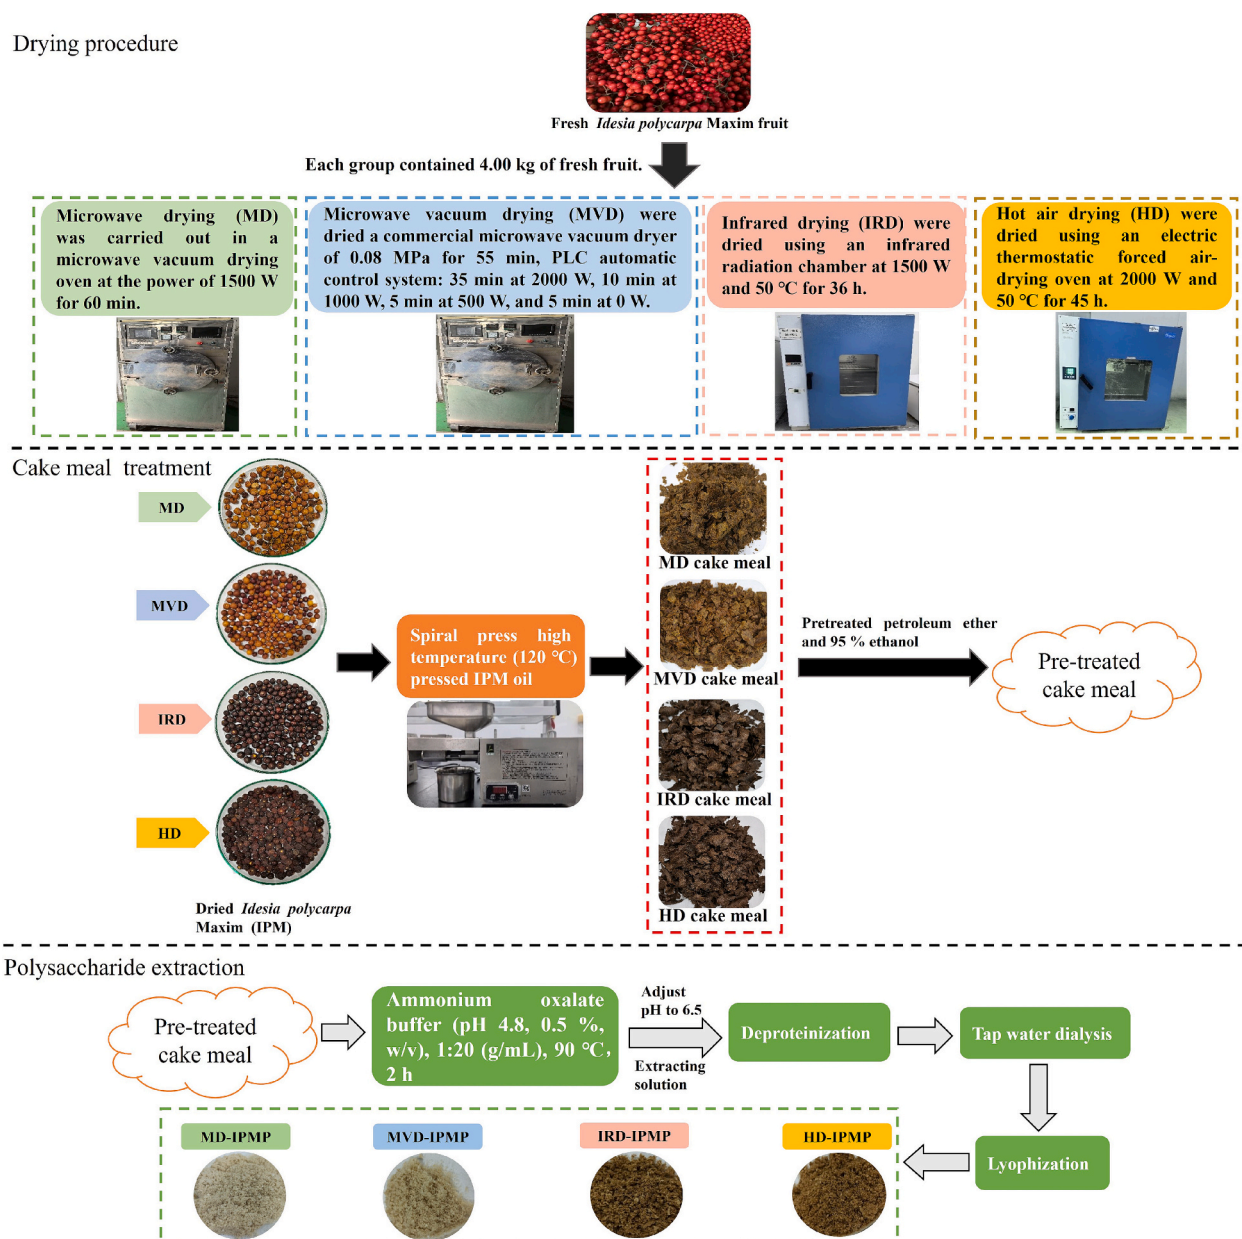 Drying procedure
Fresh Idesia polycarpa Maxim fruit
Each group contained 4.00 kg of fresh fruit.
Microwave drying (MD)
was carried out in a
microwave vacuum drying
oven at the power of 1500 W
for 60 min.
Microwave vacuum drying (MVD) were
dried a commercial microwave vacuum dryer
of 0.08 MPa for 55 min, PLC automatic
control system: 35 min at 2000 W, 10 min at
1000 W, 5 min at 500 W, and 5 min at 0 W.
Infrared drying (IRD) were
dried using an infrared
radiation chamber at 1500 W
and 50 °C for 36 h.
Hot air drying (HD) were
dried using an electric
thermostatic forced air-
drying oven at 2000 W and
50 °C for 45 h.
Cake meal treatment
MD
MVD
IRD
HD
Dried Idesia polycarpa
Maxim (IPM)
Spiral press high
temperature (120 °C)
pressed IPM oil
MD cake meal
MVD cake meal
IRD cake meal
HD cake meal
Pretreated petroleum ether
and 95 % ethanol
Pre-treated
cake meal
Polysaccharide extraction
Pre-treated
cake meal
Ammonium oxalate
buffer (pH 4.8, 0.5 %,
w/v), 1:20 (g/mL), 90 °C,
2 h
Adjust
pH to 6.5
Extracting
solution
Deproteinization
Tap water dialysis
Lyophization
MD-IPMP
MVD-IPMP
IRD-IPMP
HD-IPMP